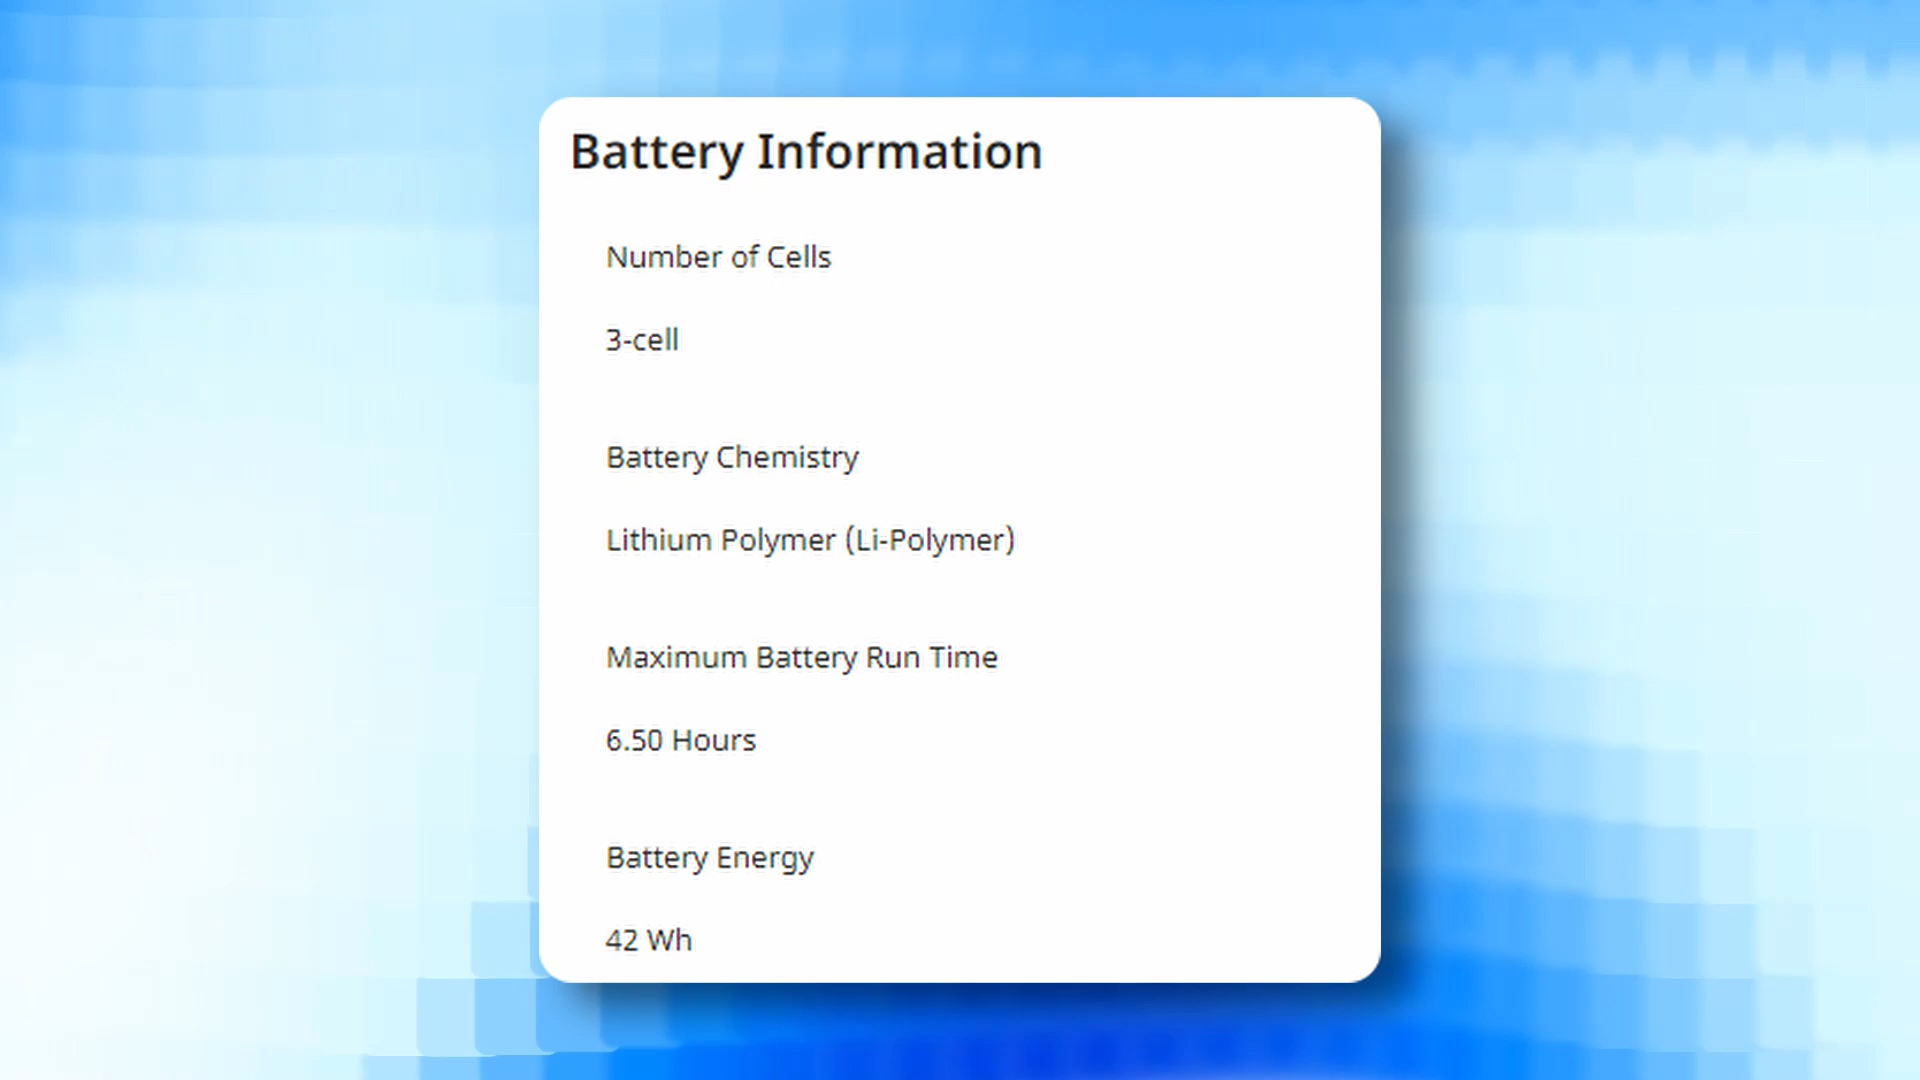 Battery Information
Number of Cells
3-cell
Battery Chemistry
Lithium Polymer (Li-Polymer)
Maximum Battery Run Time
6.50 Hours
Battery Energy
42 Wh